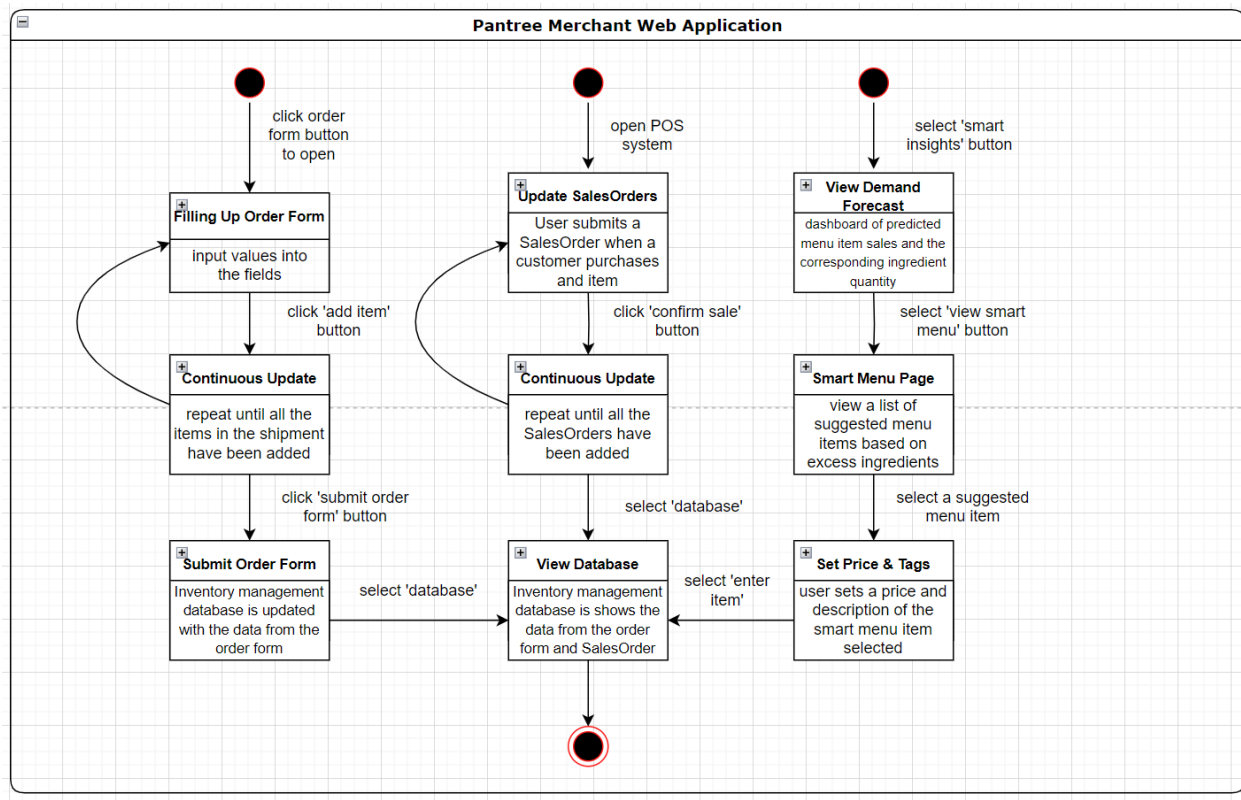 Pantree Merchant Web Application
click order
form button
to open
Filling Up Order Form
input values into
the fields
click 'add item'
button
Continuous Update
repeat until all the
items in the shipment
have been added
click 'submit order
form' button
Submit Order Form
Inventory management
database is updated
with the data from the
order form
select 'database'
open POS
system
Update SalesOrders
User submits a
SalesOrder when a
customer purchases
and item
click 'confirm sale'
button
Continuous Update
repeat until all the
SalesOrders have
been added
select 'database'
View Database
Inventory management
database is shows the
data from the order
form and SalesOrder
select 'smart
insights' button
View Demand
Forecast
dashboard of predicted
menu item sales and the
corresponding ingredient
quantity
select 'view smart
menu' button
Smart Menu Page
view a list of
suggested menu
items based on
excess ingredients
select a suggested
menu item
Set Price & Tags
user sets a price and
description of the
smart menu item
selected
select 'enter
item'